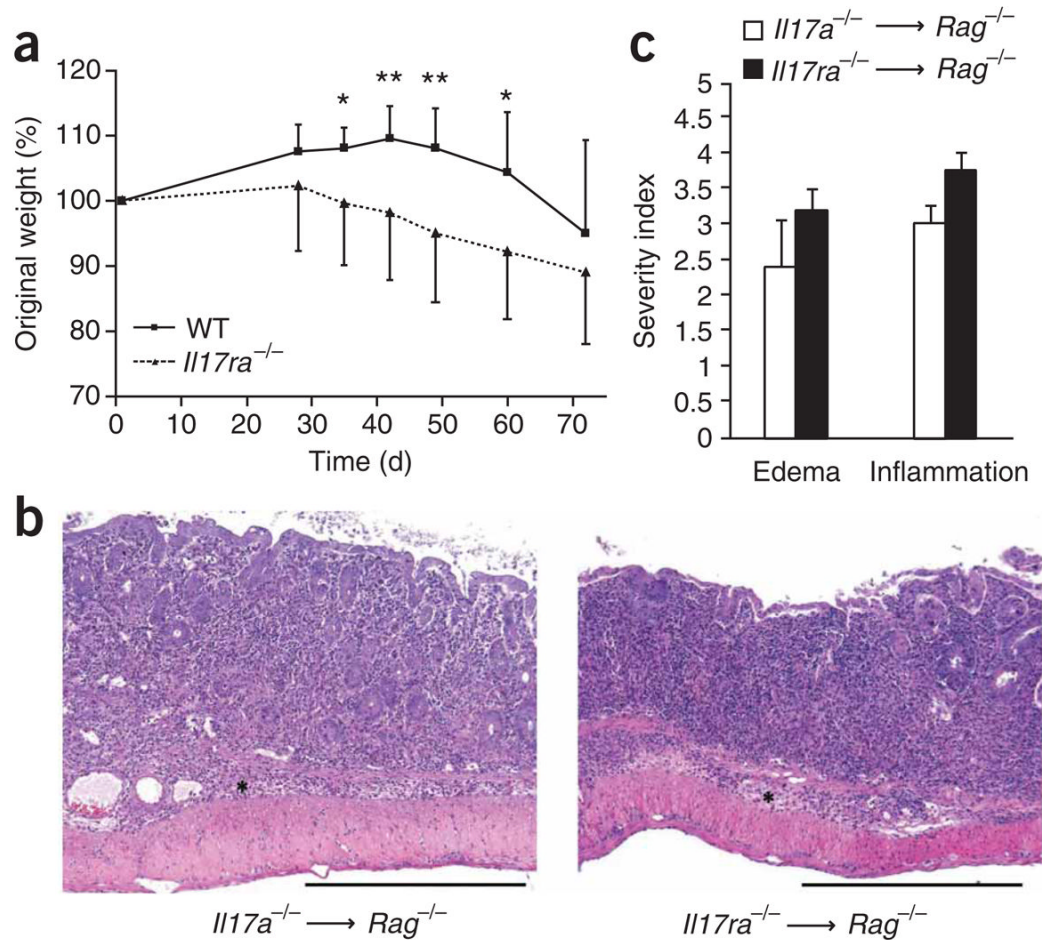 a
120
110
100
90
80
70
Original weight (%)
* ** ** *
WT
Il17ra–/–
0 10 20 30 40 50 60 70
Time (d)
c
Il17a–/– ⟶ Rag–/–
Il17ra–/– ⟶ Rag–/–
5
4.5
4
3.5
3
2.5
2
1.5
1
0.5
0
Severity index
Edema Inflammation
b
*
*
Il17a–/– ⟶ Rag–/–
Il17ra–/– ⟶ Rag–/–